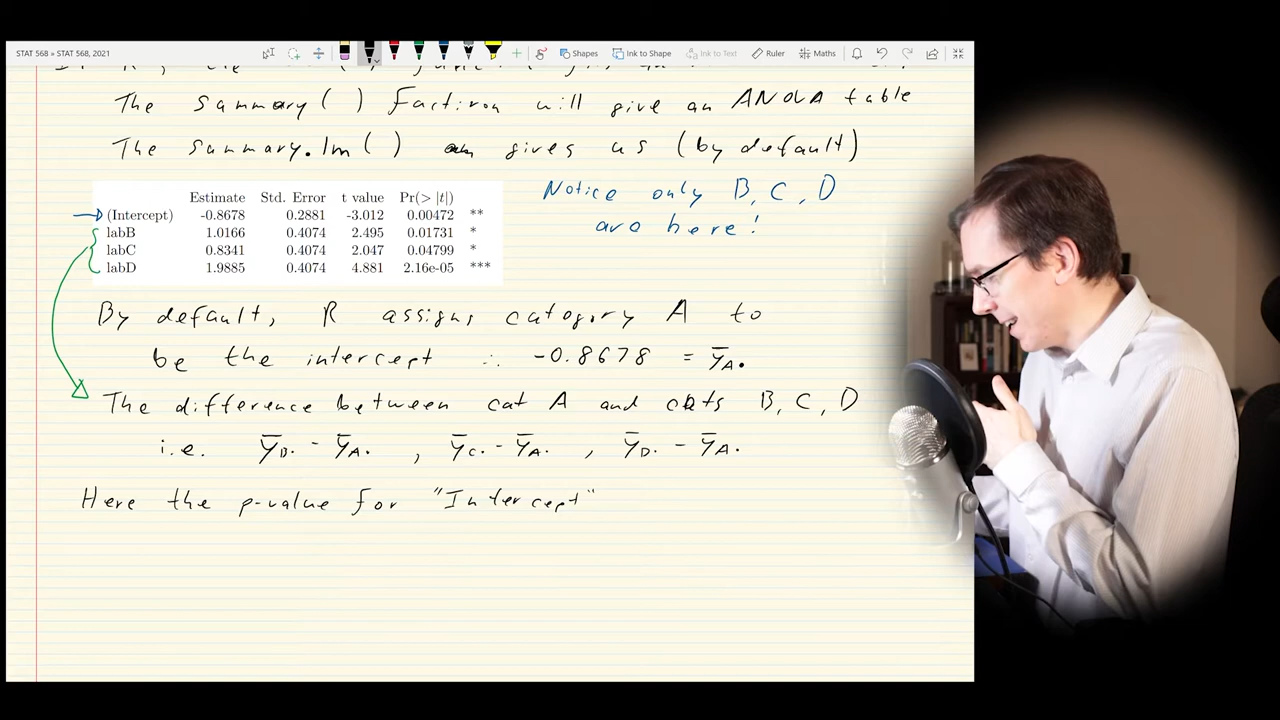 STAT 568 » STAT 568, 2021
Shapes Ink to Shape Ink to Text Ruler Maths
The summary( ) Factiron will give an ANOVA table
The summary.lm( ) gives us (by default)
Estimate Std. Error t value Pr(> |t|)
(Intercept) -0.8678 0.2881 -3.012 0.00472 **
labB 1.0166 0.4074 2.495 0.01731 *
labC 0.8341 0.4074 2.047 0.04799 *
labD 1.9885 0.4074 4.881 2.16e-05 ***
Notice only B, C, D
are here!
By default, R assigns category A to
be the intercept ∴ -0.8678 = ȳA.
The difference between cat A and cats B, C, D
i.e. ȳD. - ȳA. , ȳC. - ȳA. , ȳD. - ȳA.
Here the p-value for "Intercept"